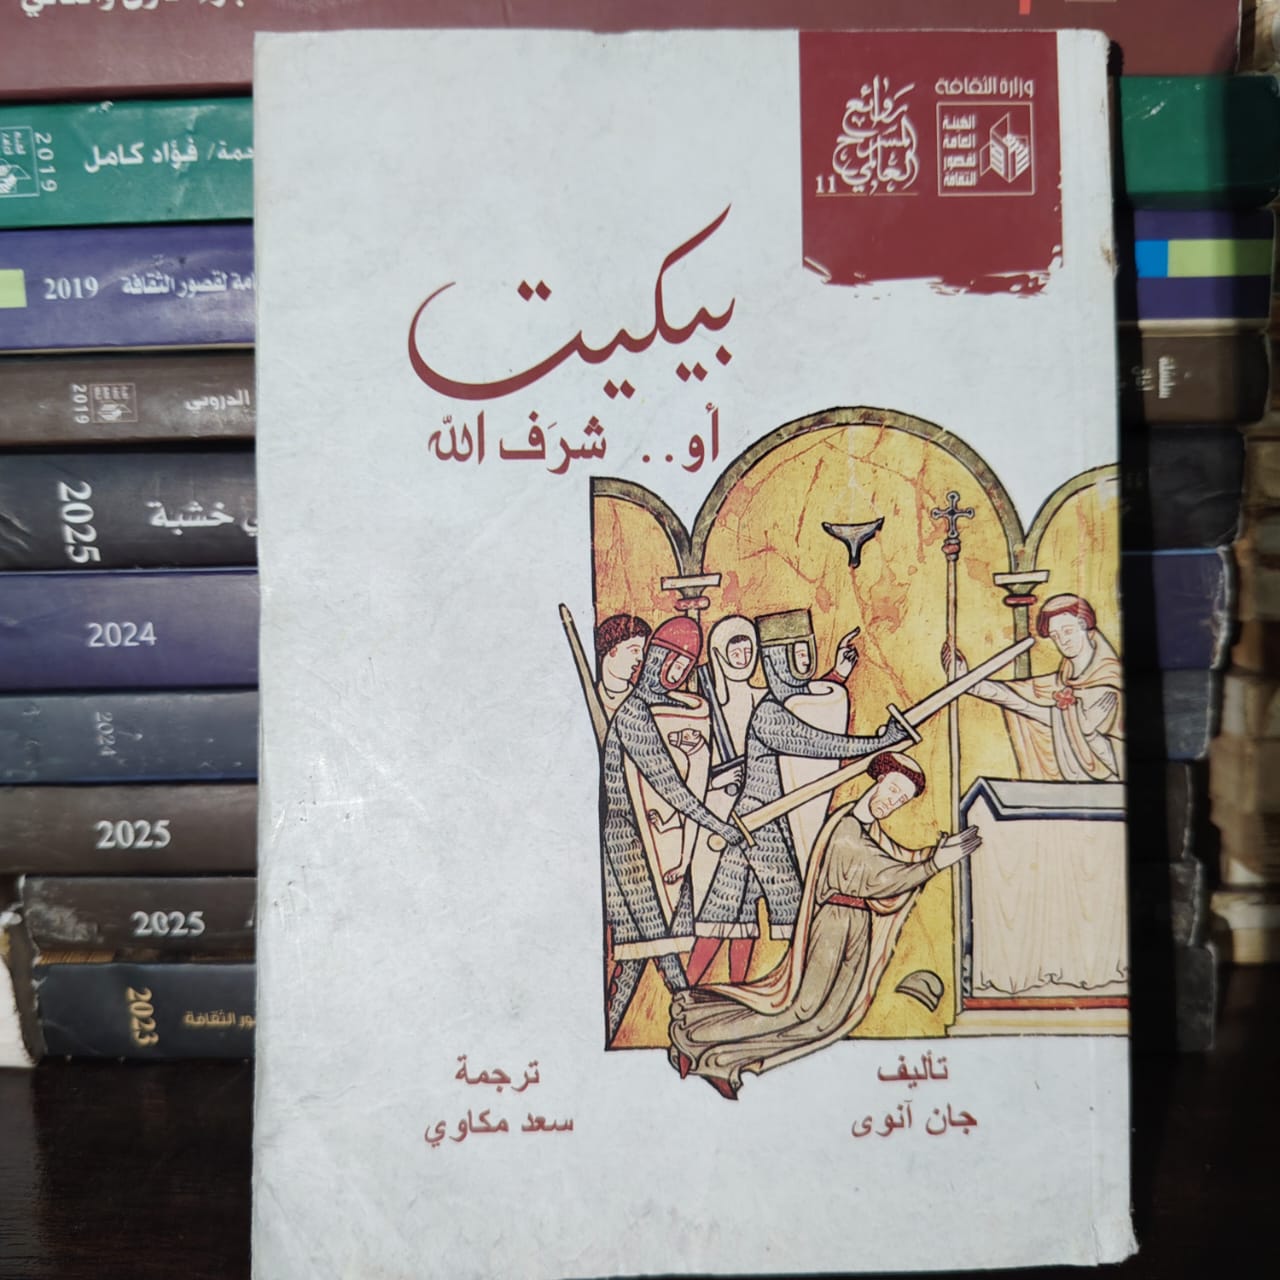 وزارة الثقافة
الهيئة
العامة
لقصور
الثقافة
روائع
المسرح
العالمي
11
بيكيت
أو.. شرَف الله
تأليف
جان آنوى
ترجمة
سعد مكاوي
فؤاد كامل
2019
لقصور الثقافة 2019
الدروبي
2019
خشبة
2025
2024
2024
2025
2025
الثقافة
2023
سلسلة